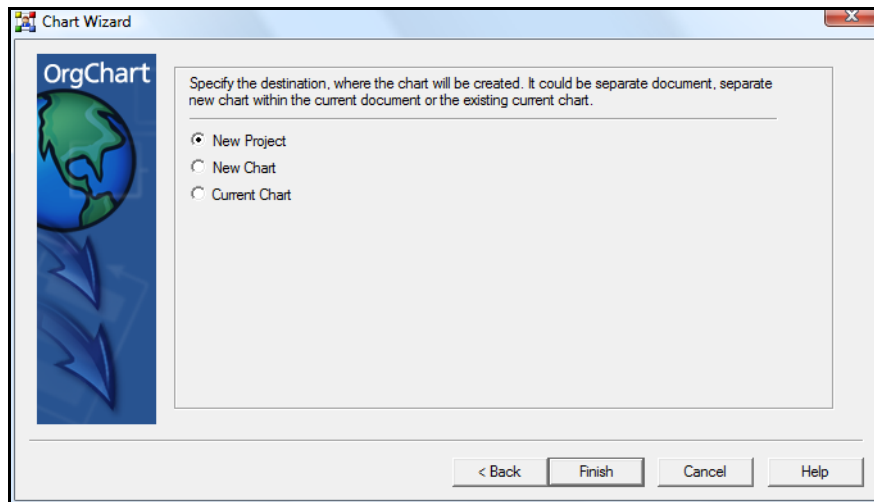 Chart Wizard
OrgChart
Specify the destination, where the chart will be created. It could be separate document, separate
new chart within the current document or the existing current chart.
New Project
New Chart
Current Chart
< Back
Finish
Cancel
Help